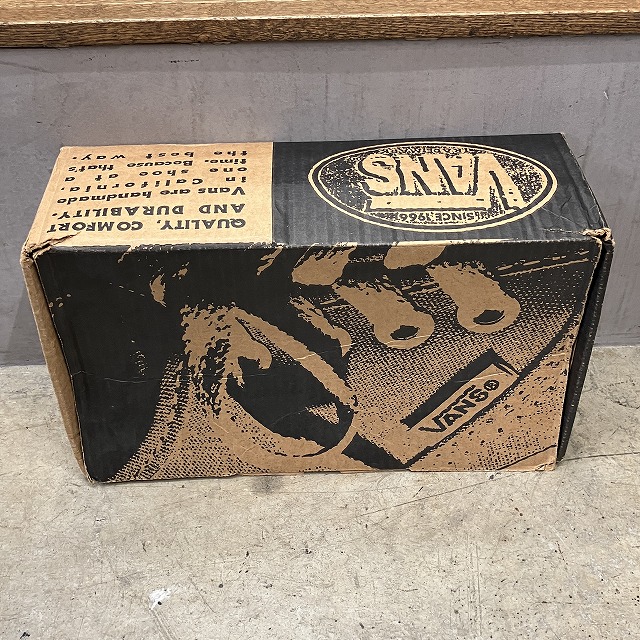 QUALITY, COMFORT
AND DURABILITY.
Vans are handmade
in California,
one shoe at a
time. Because that's
the best way.
VANS
SINCE 1966
VANS®